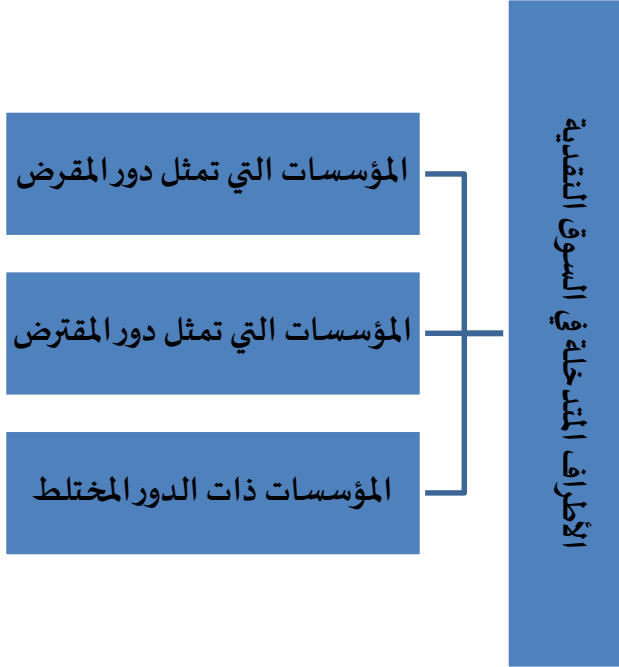 الأطراف المتدخلة في السوق النقدية
المؤسسات التي تمثل دور المقرض
المؤسسات التي تمثل دور المقترض
المؤسسات ذات الدور المختلط